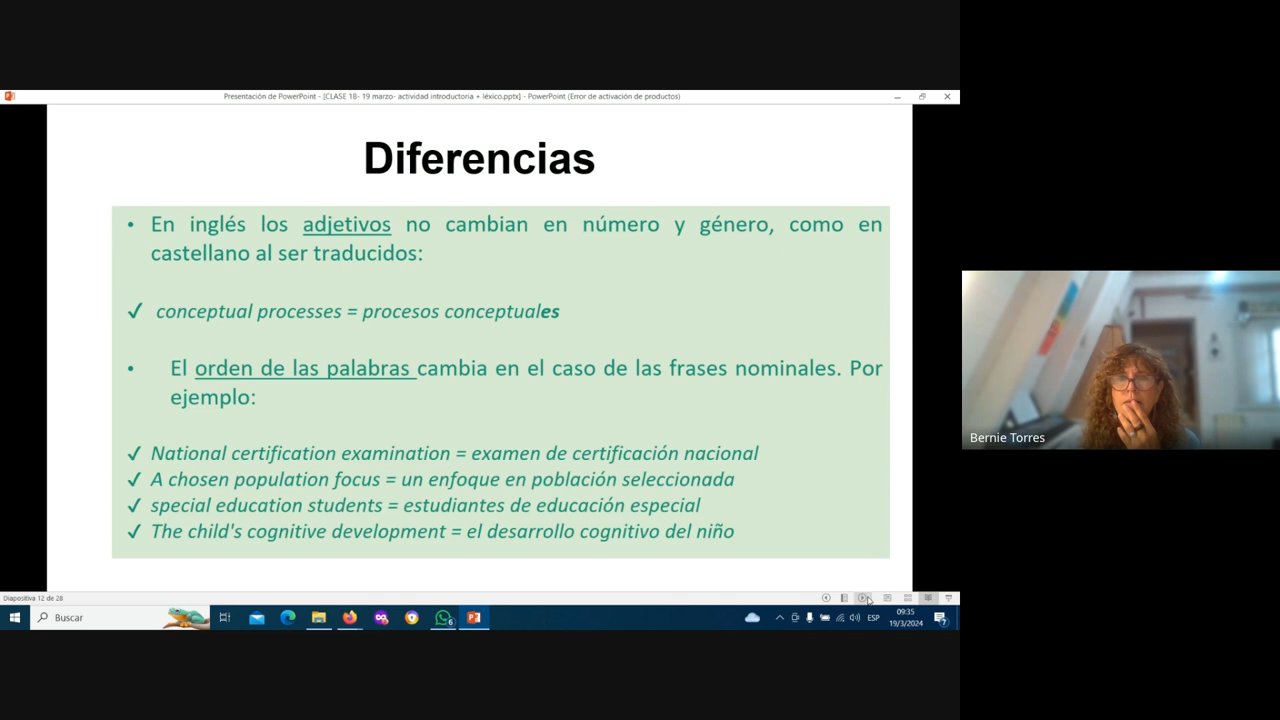 Presentación de PowerPoint - [CLASE 1B- 19 marzo- actividad introductoria + léxico.pptx] - PowerPoint (Error de activación de productos)
Diferencias
• En inglés los adjetivos no cambian en número y género, como en
castellano al ser traducidos:
✓ conceptual processes = procesos conceptuales
• El orden de las palabras cambia en el caso de las frases nominales. Por
ejemplo:
✓ National certification examination = examen de certificación nacional
✓ A chosen population focus = un enfoque en población seleccionada
✓ special education students = estudiantes de educación especial
✓ The child's cognitive development = el desarrollo cognitivo del niño
Bernie Torres
Diapositiva 12 de 28
Buscar
6
ESP
09:35
19/3/2024
7